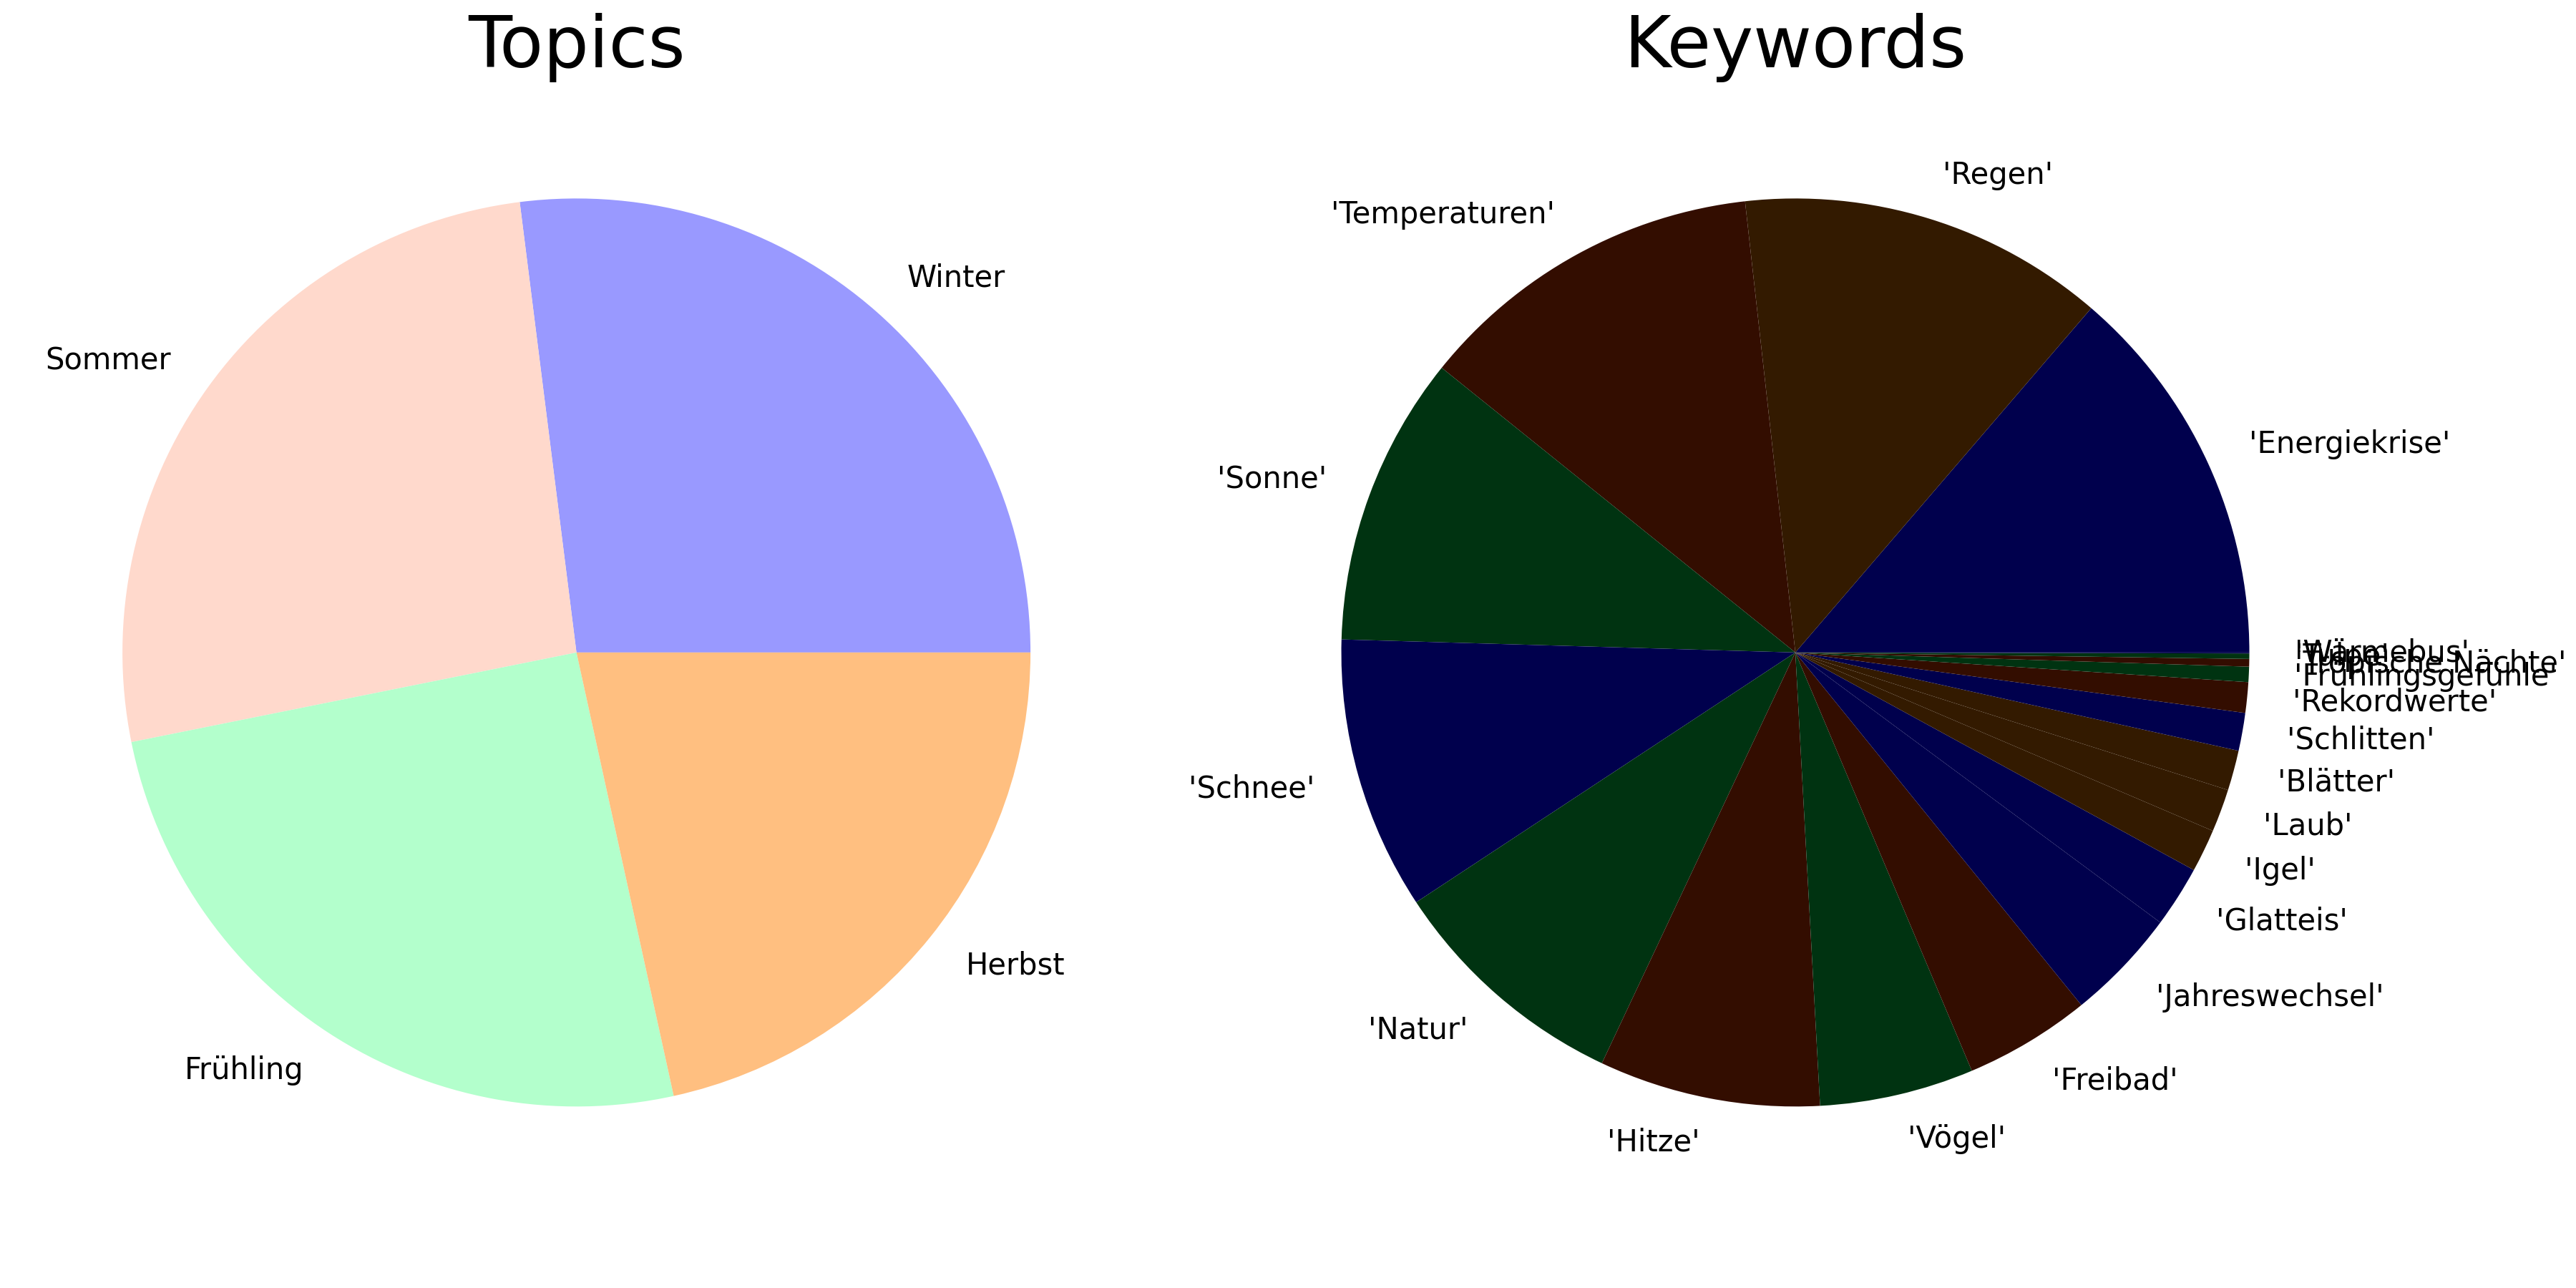 Topics
Winter
Sommer
Frühling
Herbst
Keywords
'Regen'
'Temperaturen'
'Energiekrise'
'Sonne'
'Wärmebus'
Nächte'
'Frühlingsgefühle'
'Rekordwerte'
'Schlitten'
'Schnee'
'Blätter'
'Laub'
'Igel'
'Glatteis'
'Jahreswechsel'
'Natur'
'Freibad'
'Hitze'
'Vögel'